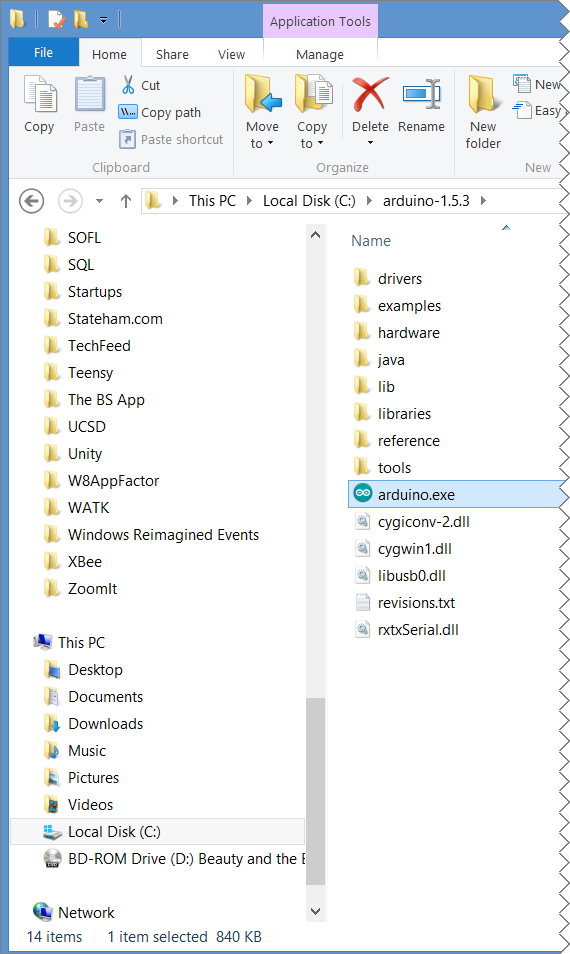 Application Tools
File Home Share View Manage
Copy
Paste
Cut
Copy path
Paste shortcut
Clipboard
Move to
Copy to
Delete
Rename
Organize
New folder
New
Easy
New
This PC Local Disk (C:) arduino-1.5.3
SOFL
SQL
Startups
Stateham.com
TechFeed
Teensy
The BS App
UCSD
Unity
W8AppFactor
WATK
Windows Reimagined Events
XBee
ZoomIt
This PC
Desktop
Documents
Downloads
Music
Pictures
Videos
Local Disk (C:)
BD-ROM Drive (D:) Beauty and the
Network
Name
drivers
examples
hardware
java
lib
libraries
reference
tools
arduino.exe
cygiconv-2.dll
cygwin1.dll
libusb0.dll
revisions.txt
rxtxSerial.dll
14 items 1 item selected 840 KB